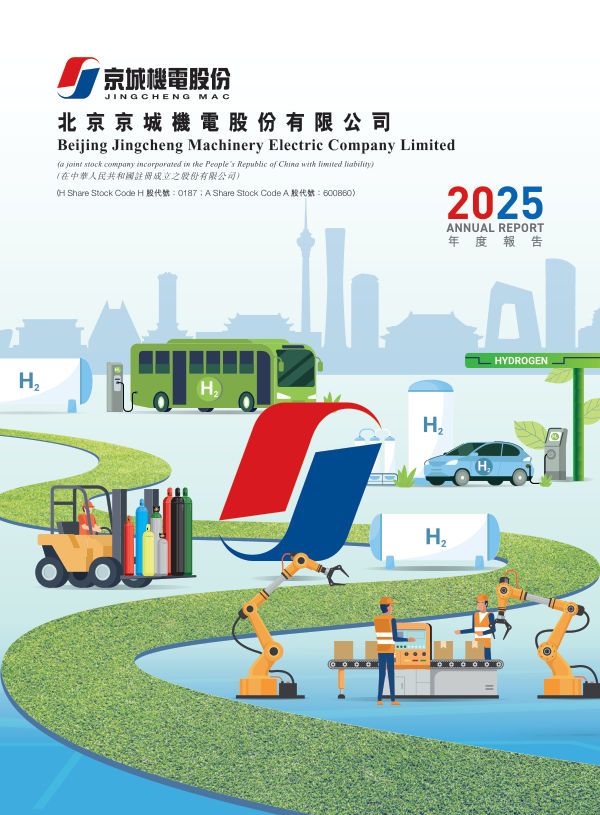 京城機電股份
JINGCHENG MAC
北京京城機電股份有限公司
Beijing Jingcheng Machinery Electric Company Limited
(a joint stock company incorporated in the People's Republic of China with limited liability)
(在中華人民共和國註冊成立之股份有限公司)
(H Share Stock Code H 股代號：0187；A Share Stock Code A 股代號：600860)
2025
ANNUAL REPORT
年度報告
HYDROGEN
H2
H2
H2
H2
H2
H2
H2